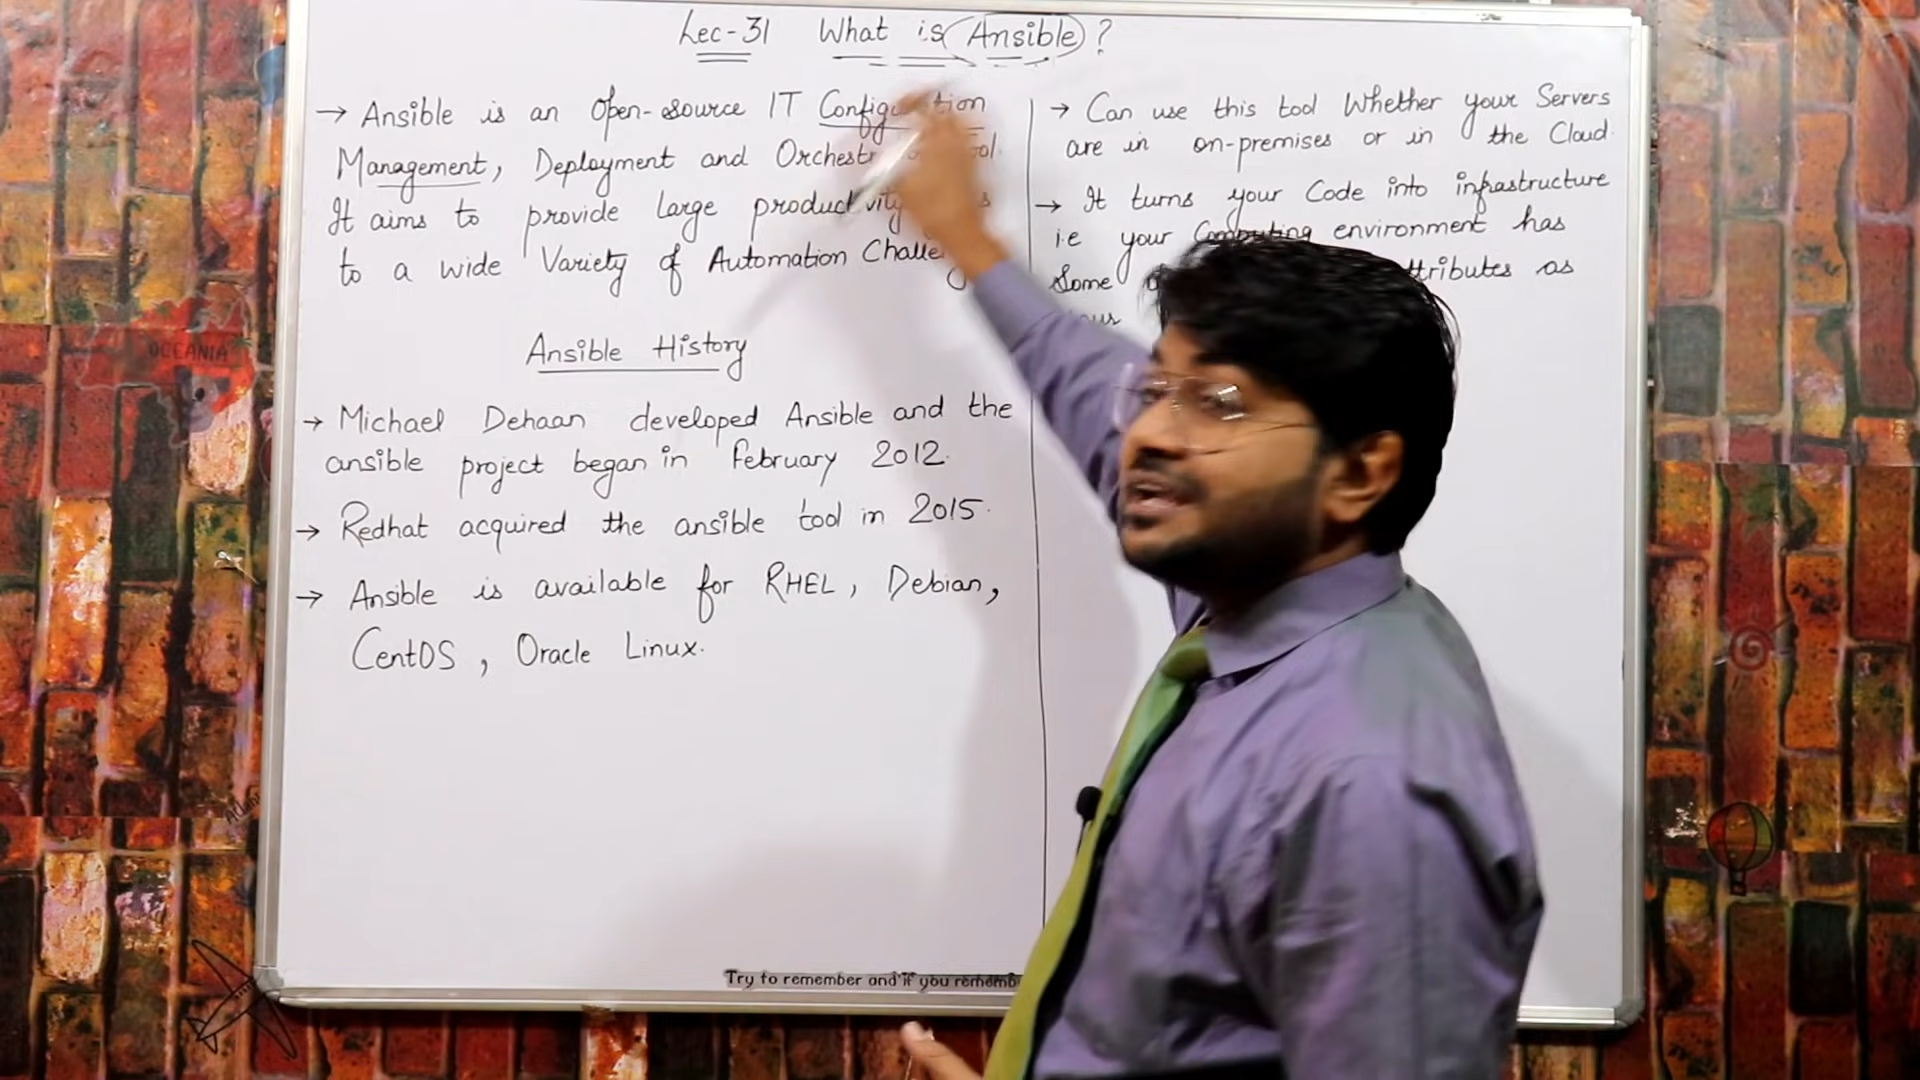 Lec-31 What is Ansible ?
→ Ansible is an Open-source IT Configuration
Management, Deployment and
It aims to provide large productivity
to a wide Variety of Automation
Ansible History
→ Michael Dehaan developed Ansible and the
ansible project began in february 2012.
→ Redhat acquired the ansible tool in 2015.
→ Ansible is available for RHEL, Debian,
CentOS, Oracle Linux.
→ Can use this tool Whether your Servers
are in on-premises or in the Cloud.
→ It turns your Code into infrastructure
i.e your Computing environment has
Some attributes as
Try to remember and if you
OCEANIA